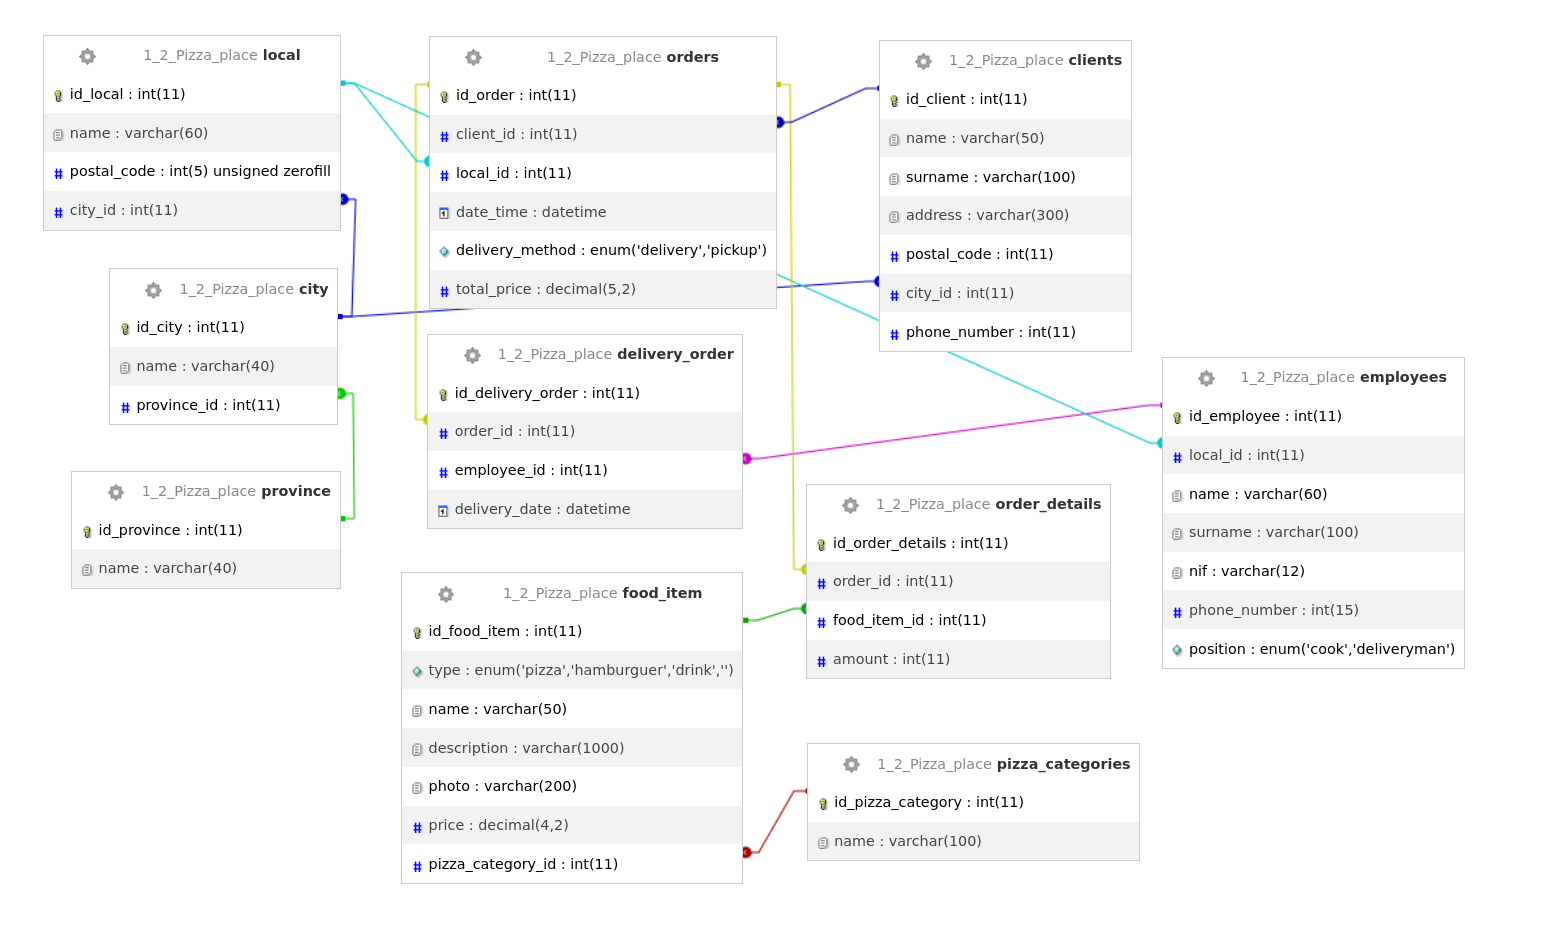 1_2_Pizza_place local
id_local : int(11)
name : varchar(60)
postal_code : int(5) unsigned zerofill
city_id : int(11)
1_2_Pizza_place orders
id_order : int(11)
client_id : int(11)
local_id : int(11)
date_time : datetime
delivery_method : enum('delivery','pickup')
total_price : decimal(5,2)
1_2_Pizza_place clients
id_client : int(11)
name : varchar(50)
surname : varchar(100)
address : varchar(300)
postal_code : int(11)
city_id : int(11)
phone_number : int(11)
1_2_Pizza_place city
id_city : int(11)
name : varchar(40)
province_id : int(11)
1_2_Pizza_place delivery_order
id_delivery_order : int(11)
order_id : int(11)
employee_id : int(11)
delivery_date : datetime
1_2_Pizza_place employees
id_employee : int(11)
local_id : int(11)
name : varchar(60)
surname : varchar(100)
nif : varchar(12)
phone_number : int(15)
position : enum('cook','deliveryman')
1_2_Pizza_place province
id_province : int(11)
name : varchar(40)
1_2_Pizza_place order_details
id_order_details : int(11)
order_id : int(11)
food_item_id : int(11)
amount : int(11)
1_2_Pizza_place food_item
id_food_item : int(11)
type : enum('pizza','hamburguer','drink','')
name : varchar(50)
description : varchar(1000)
photo : varchar(200)
price : decimal(4,2)
pizza_category_id : int(11)
1_2_Pizza_place pizza_categories
id_pizza_category : int(11)
name : varchar(100)